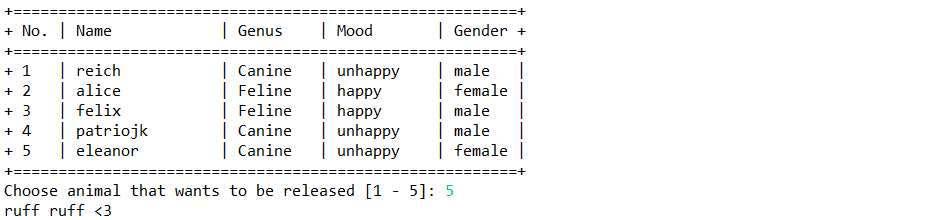 +==================================================+
+ No. | Name           | Genus   | Mood      | Gender +
+==================================================+
+ 1   | reich          | Canine  | unhappy   | male   |
+ 2   | alice          | Feline  | happy     | female |
+ 3   | felix          | Feline  | happy     | male   |
+ 4   | patriojk       | Canine  | unhappy   | male   |
+ 5   | eleanor        | Canine  | unhappy   | female |
+==================================================+
Choose animal that wants to be released [1 - 5]: 5
ruff ruff <3